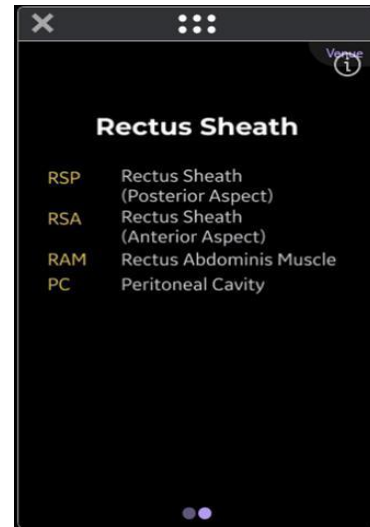 Venue
Rectus Sheath
RSP Rectus Sheath
(Posterior Aspect)
RSA Rectus Sheath
(Anterior Aspect)
RAM Rectus Abdominis Muscle
PC Peritoneal Cavity